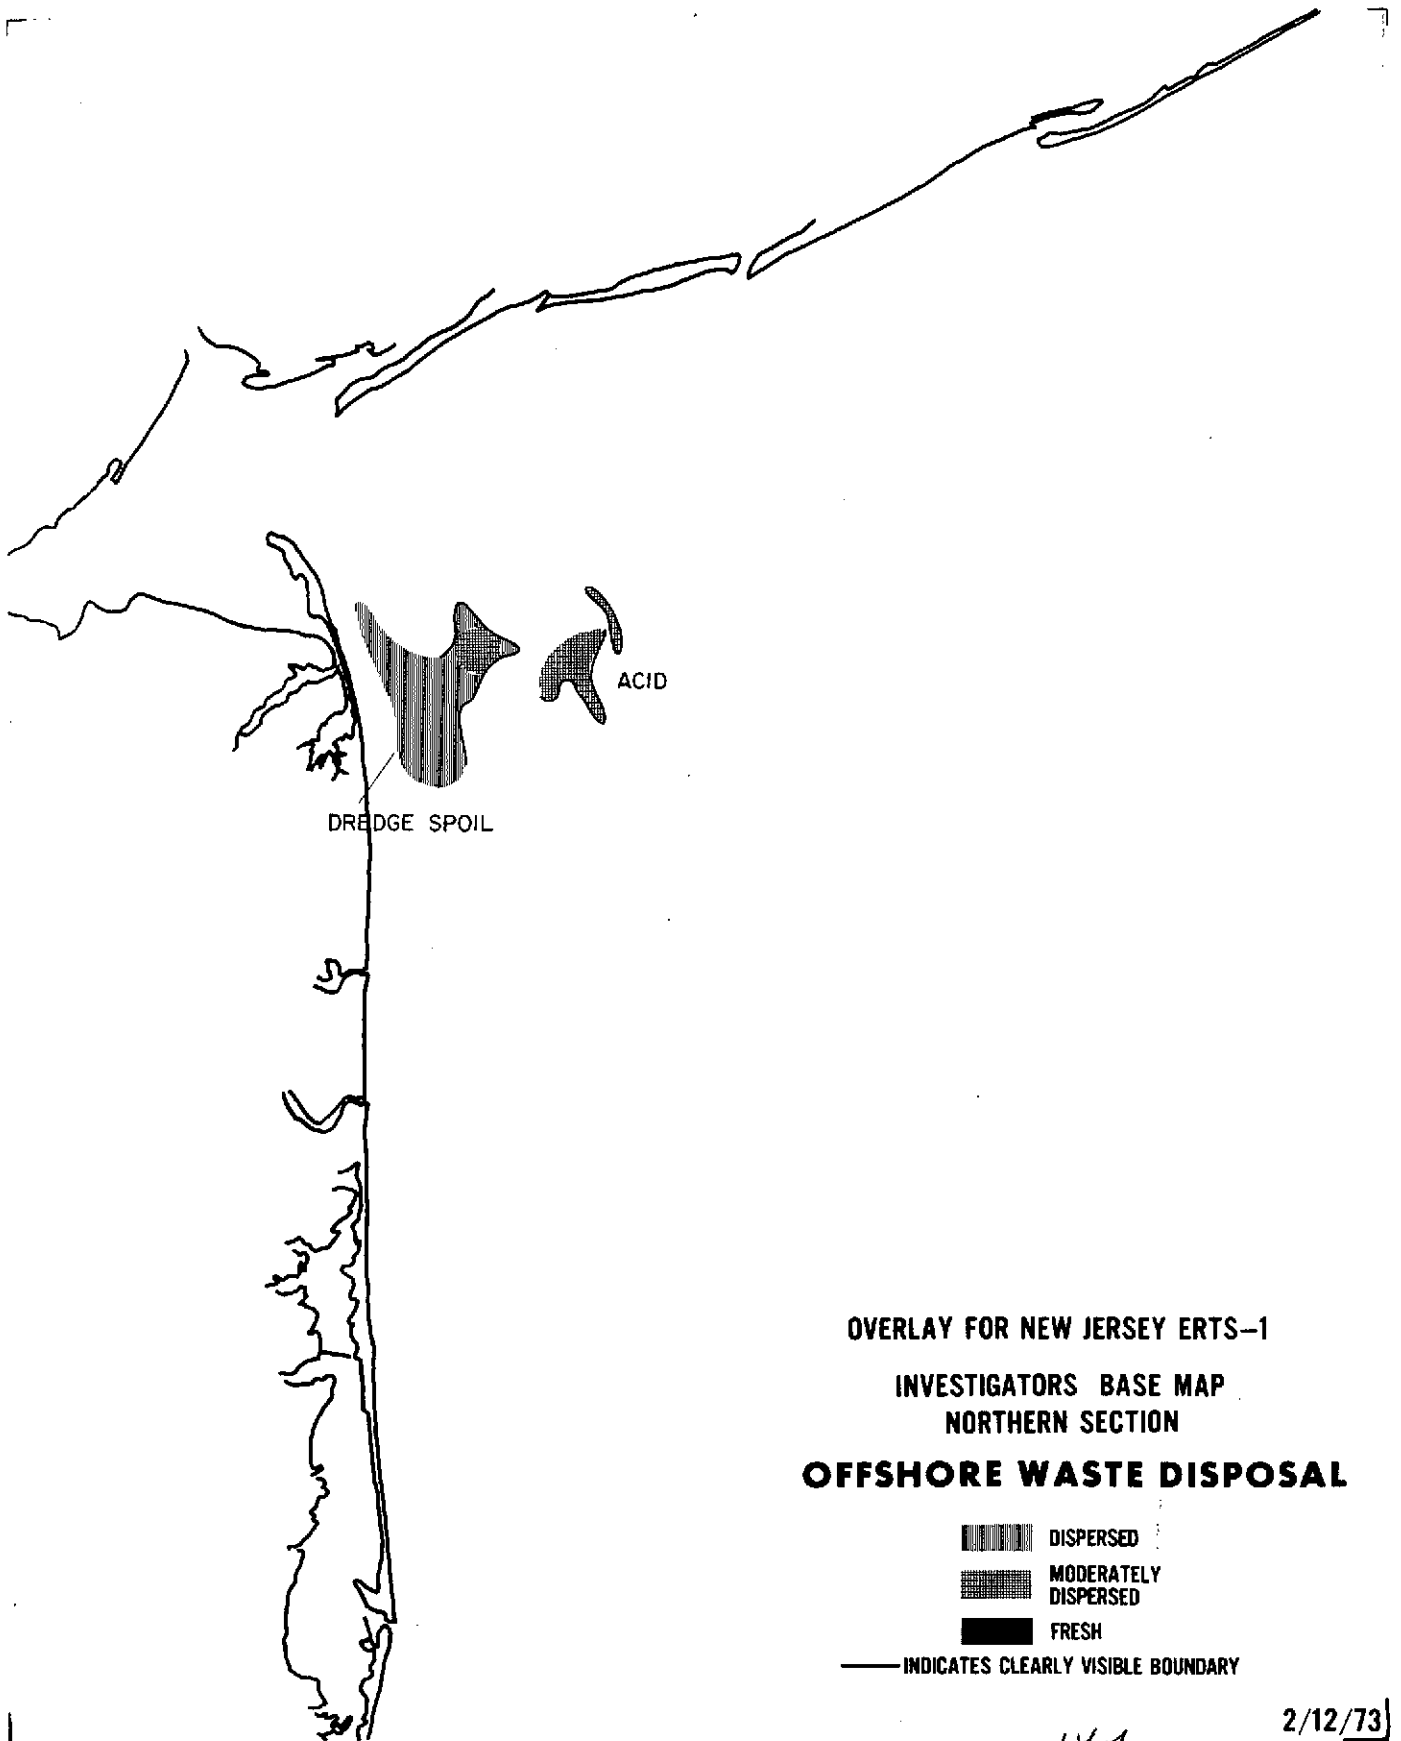 ACID
DREDGE SPOIL
OVERLAY FOR NEW JERSEY ERTS–1
INVESTIGATORS BASE MAP
NORTHERN SECTION
OFFSHORE WASTE DISPOSAL
DISPERSED
MODERATELY
DISPERSED
FRESH
INDICATES CLEARLY VISIBLE BOUNDARY
2/12/73